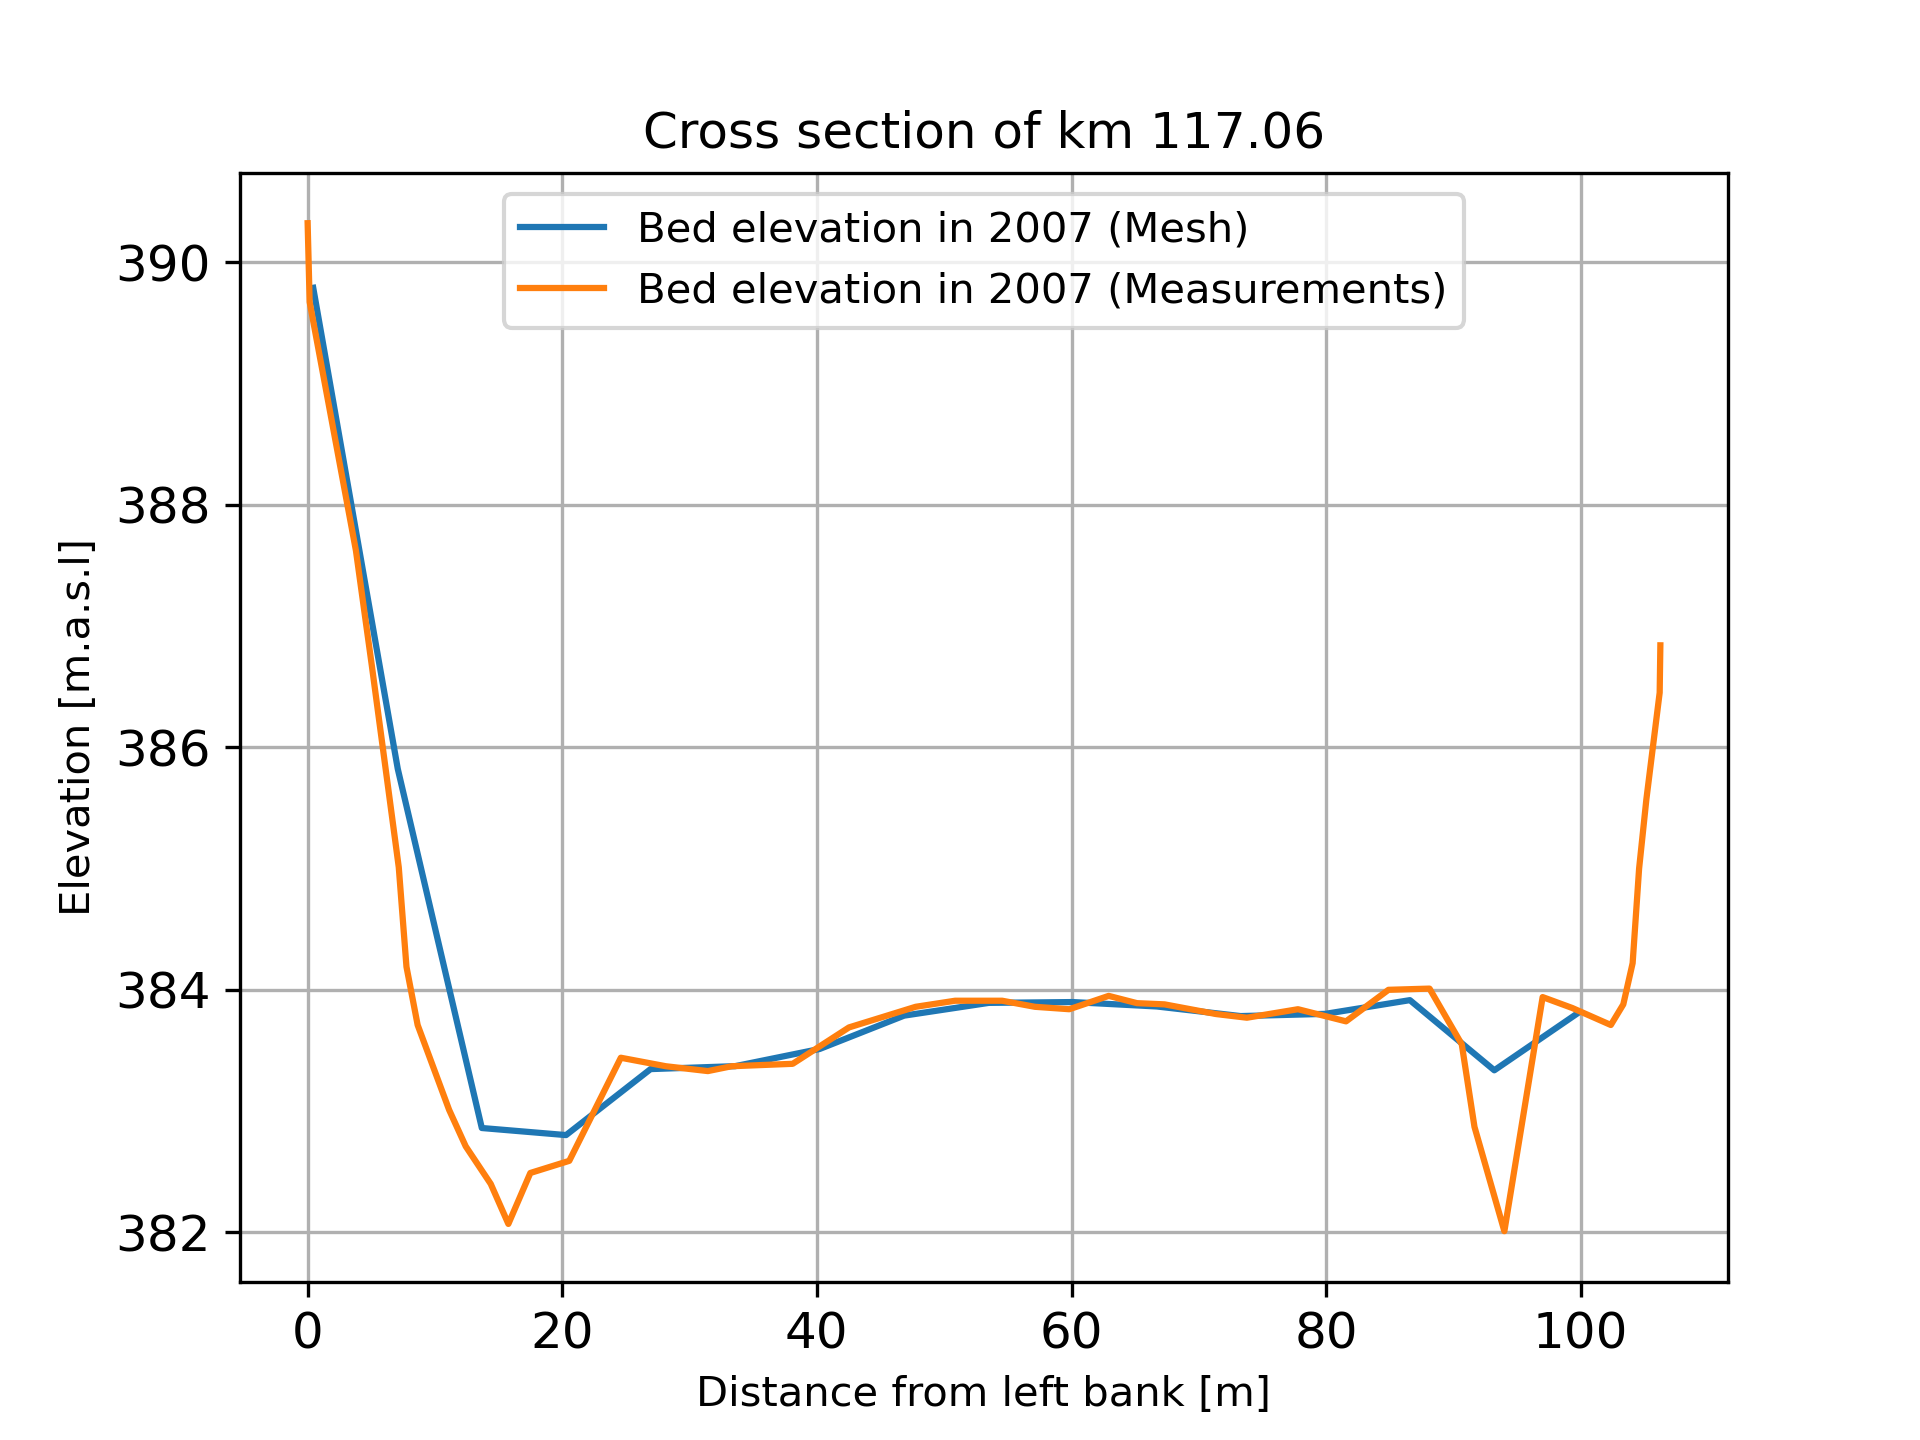 Cross section of km 117.06
Bed elevation in 2007 (Mesh)
Bed elevation in 2007 (Measurements)
390
388
386
384
382
Elevation [m.a.s.l]
0 20 40 60 80 100
Distance from left bank [m]